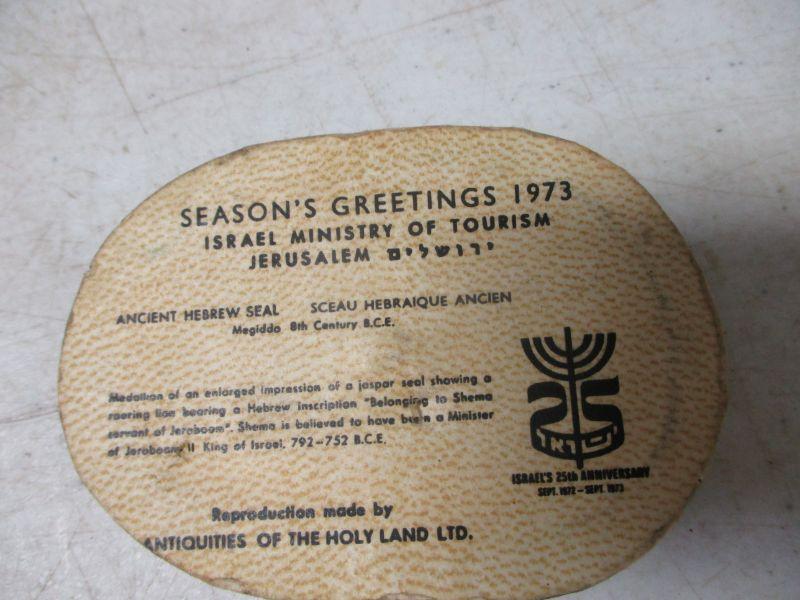 SEASON'S GREETINGS 1973
ISRAEL MINISTRY OF TOURISM
JERUSALEM ירושלים
ANCIENT HEBREW SEAL SCEAU HEBRAIQUE ANCIEN
Megiddo 8th Century B.C.E.
Medallion of an enlarged impression of a jaspar seal showing a
roering lion bearing a Hebrew inscription "Belonging to Shema
servant of Jeroboam". Shema is believed to have been a Minister
of Jeroboam II King of Israel, 792-752 B.C.E.
25
ישראל
ISRAEL'S 25th ANNIVERSARY
SEPT. 1972 - SEPT. 1973
Reproduction made by
ANTIQUITIES OF THE HOLY LAND LTD.